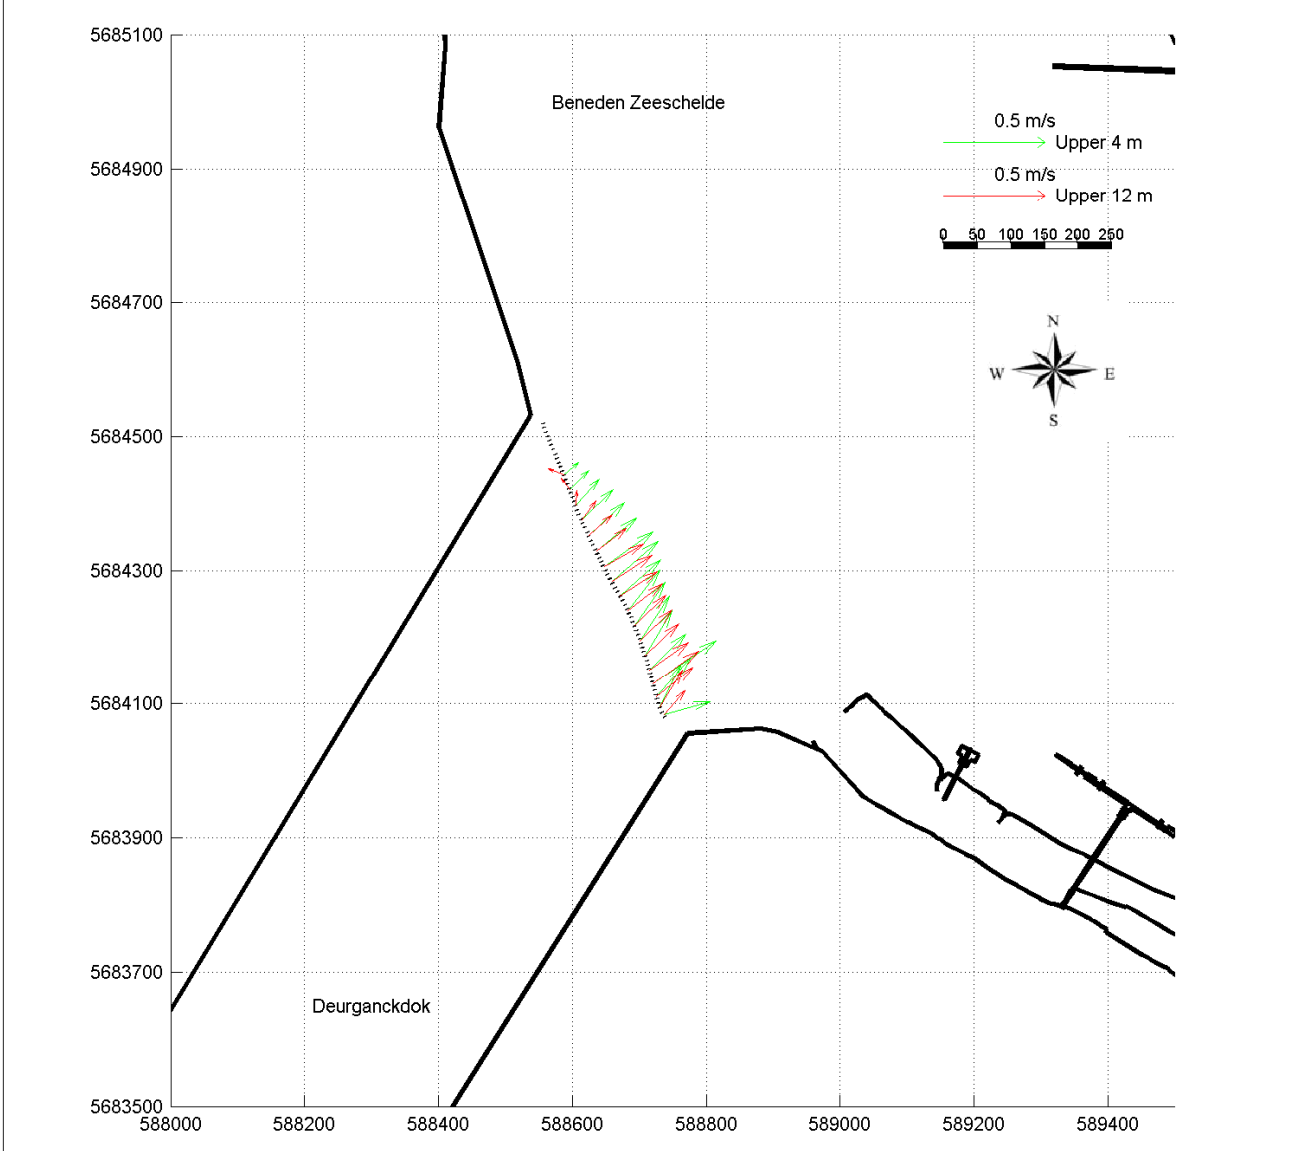 5685100
Beneden Zeeschelde
0.5 m/s
Upper 4 m
5684900
0.5 m/s
Upper 12 m
0 50 100 150 200 250
5684700
N
W E
S
5684500
5684300
5684100
5683900
5683700
Deurganckdok
5683500
588000 588200 588400 588600 588800 589000 589200 589400